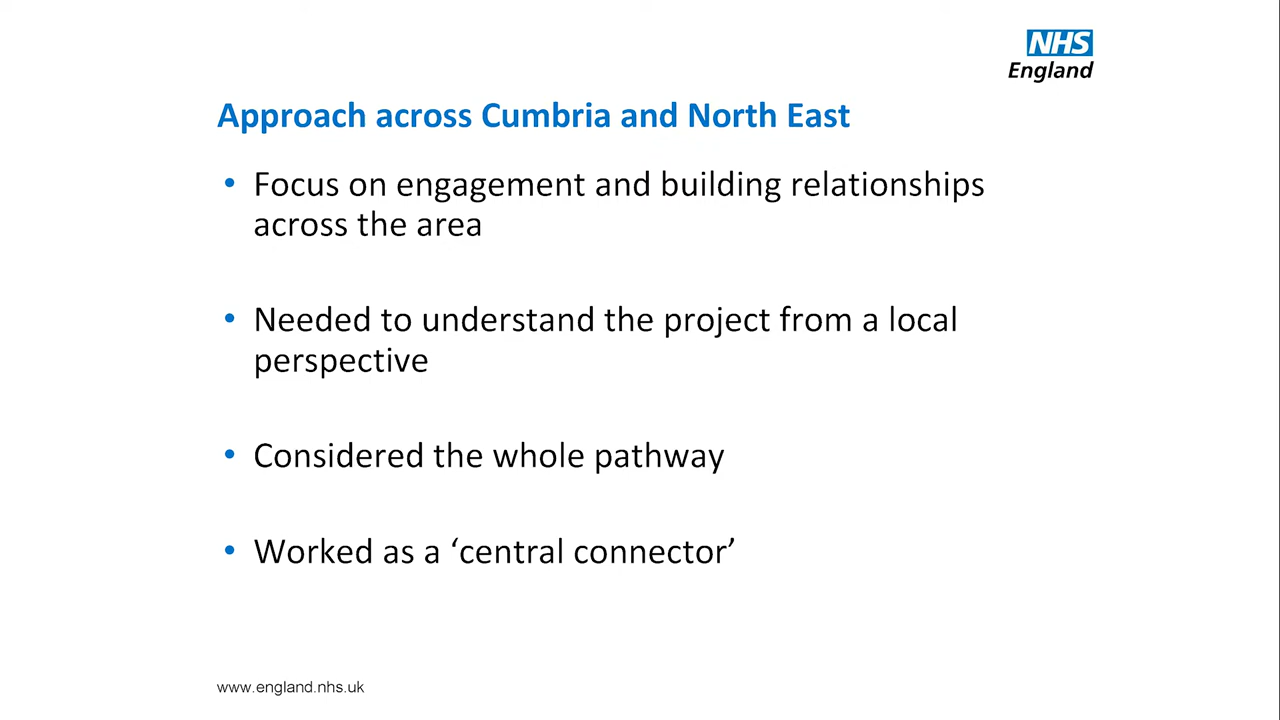 NHS
England
Approach across Cumbria and North East
• Focus on engagement and building relationships
across the area
• Needed to understand the project from a local
perspective
• Considered the whole pathway
• Worked as a ‘central connector’
www.england.nhs.uk